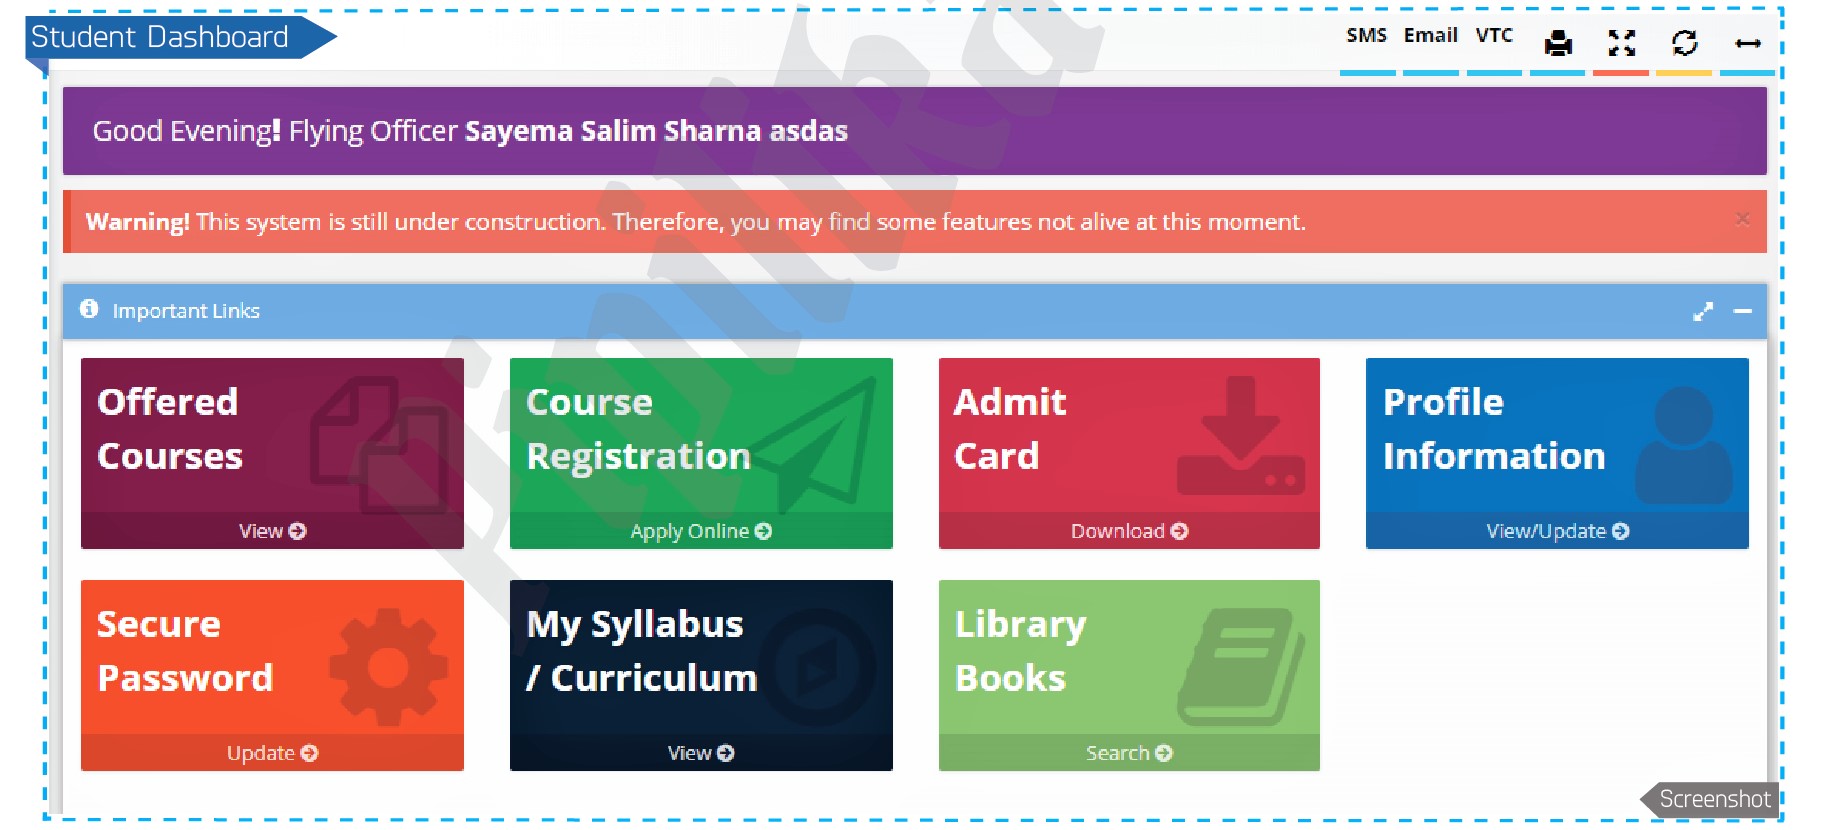 Student Dashboard
SMS Email VTC
Good Evening! Flying Officer Sayema Salim Sharna asdas
Warning! This system is still under construction. Therefore, you may find some features not alive at this moment.
×
Important Links
Offered
Courses
View
Course
Registration
Apply Online
Admit
Card
Download
Profile
Information
View/Update
Secure
Password
Update
My Syllabus
/ Curriculum
View
Library
Books
Search
Screenshot